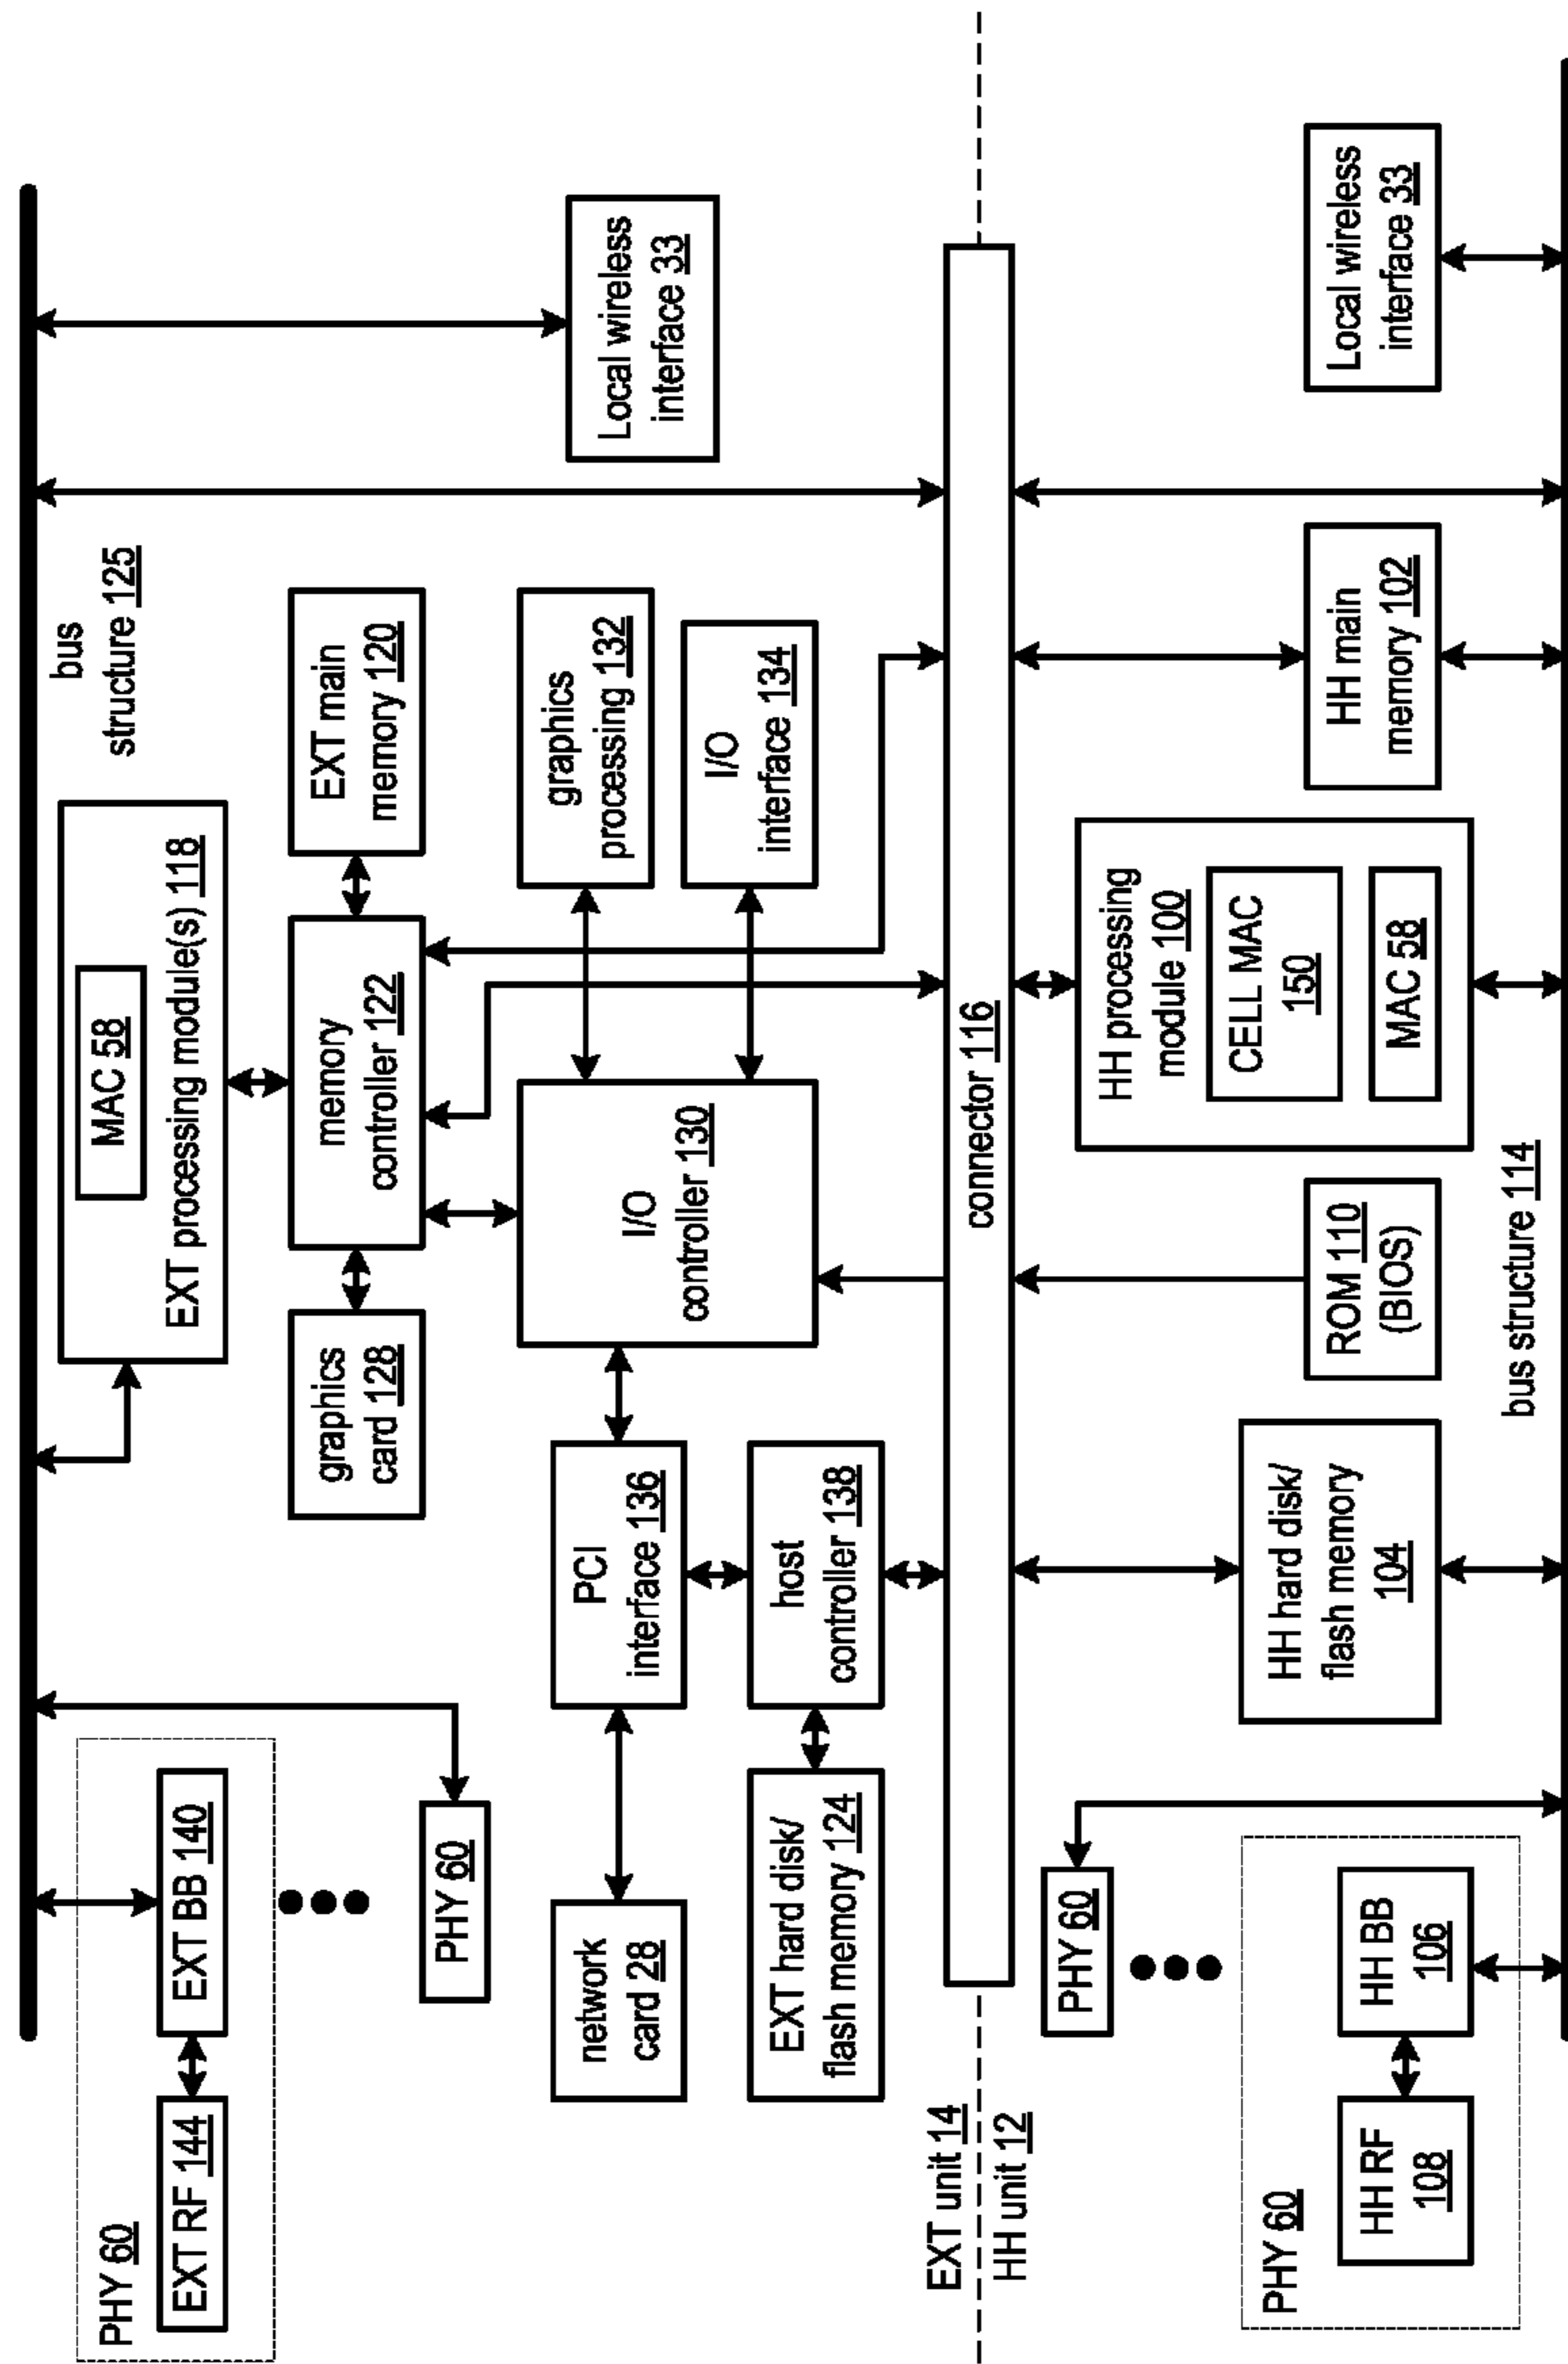 PHY 60
EXT RF 144
EXT BB 140
PHY 60
MAC 58
EXT processing module(s) 118
bus
structure 125
graphics
card 128
memory
controller 122
EXT main
memory 120
network
card 28
PCI
interface 136
I/O
controller 130
graphics
processing 132
I/O
interface 134
Local wireless
interface 33
EXT hard disk/
flash memory 124
host
controller 138
EXT unit 14
HH unit 12
connector 116
PHY 60
PHY 60
HH RF
108
HH BB
106
HH hard disk/
flash memory
104
ROM 110
(BIOS)
HH processing
module 100
CELL MAC
150
MAC 58
HH main
memory 102
Local wireless
interface 33
bus structure 114